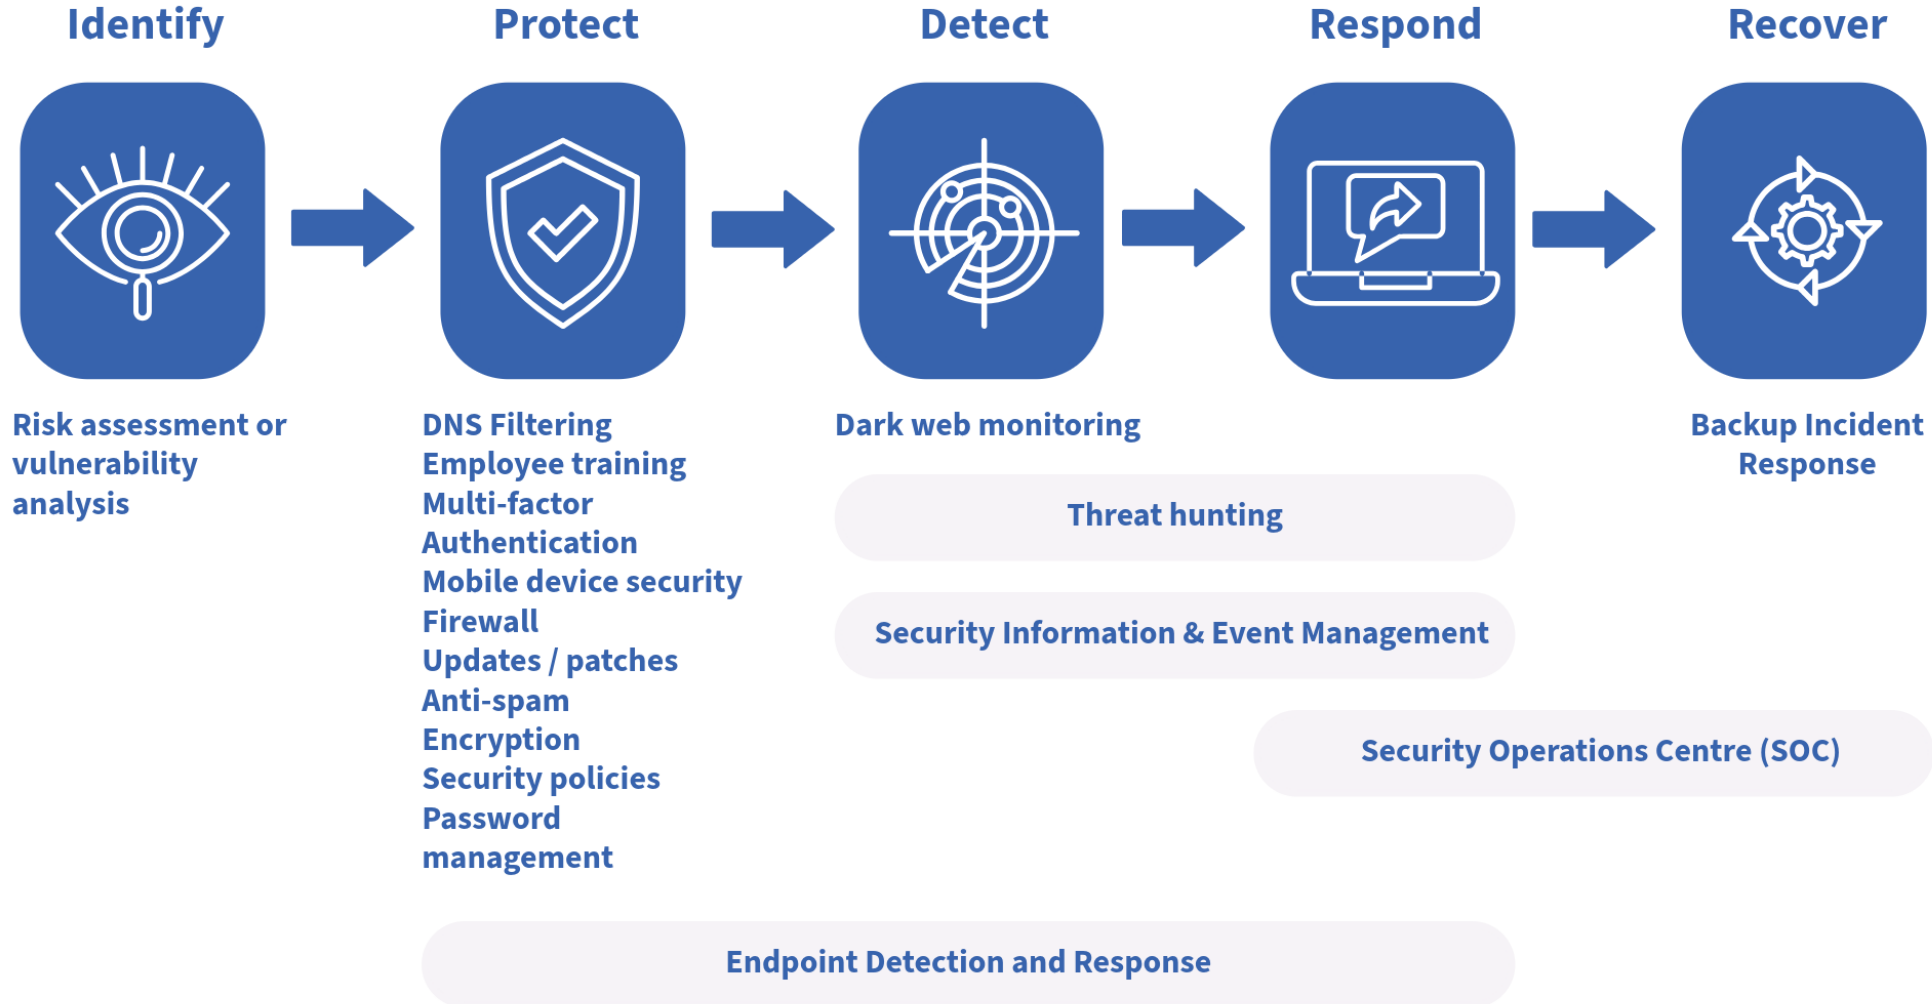 Identify
Protect
Detect
Respond
Recover
Risk assessment or
vulnerability
analysis
DNS Filtering
Employee training
Multi-factor
Authentication
Mobile device security
Firewall
Updates / patches
Anti-spam
Encryption
Security policies
Password
management
Dark web monitoring
Backup Incident
Response
Threat hunting
Security Information & Event Management
Security Operations Centre (SOC)
Endpoint Detection and Response